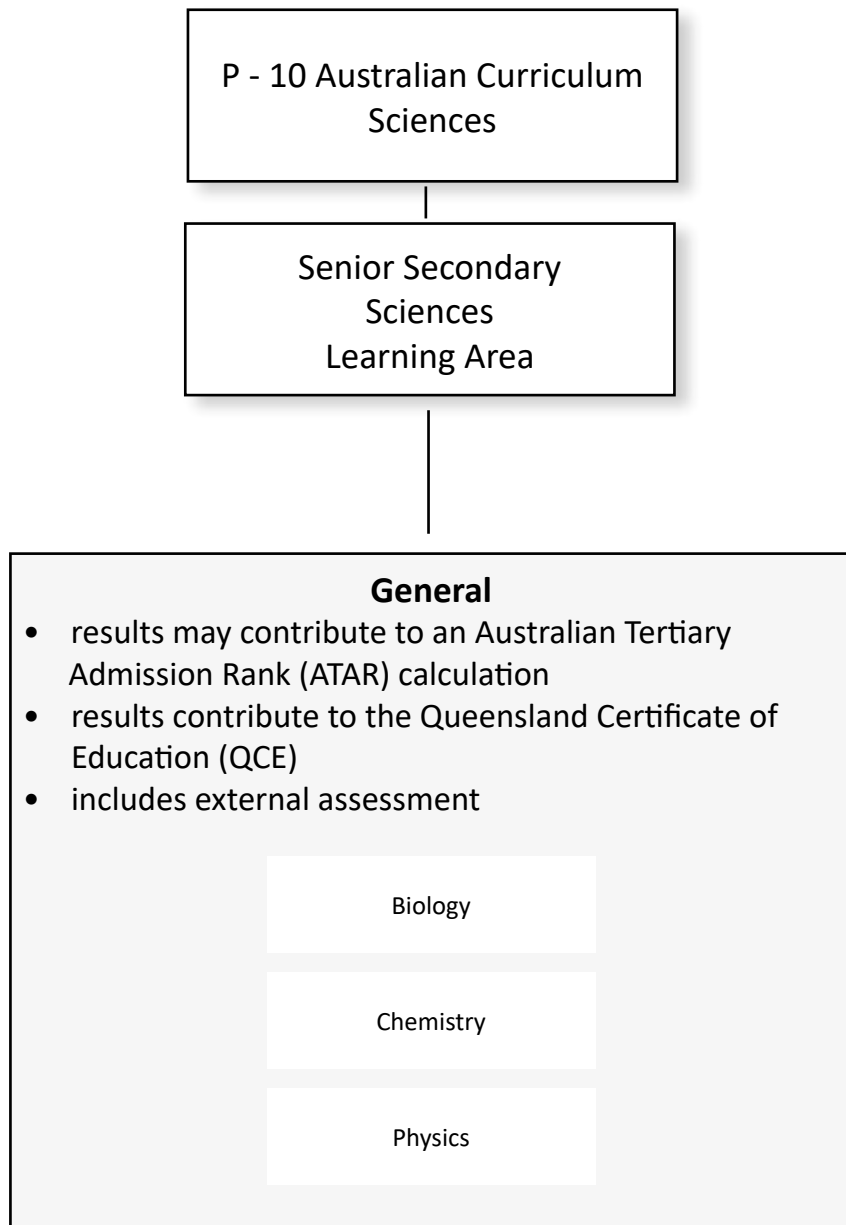 P - 10 Australian Curriculum
Sciences
Senior Secondary
Sciences
Learning Area
General
• results may contribute to an Australian Tertiary
Admission Rank (ATAR) calculation
• results contribute to the Queensland Certificate of
Education (QCE)
• includes external assessment
Biology
Chemistry
Physics